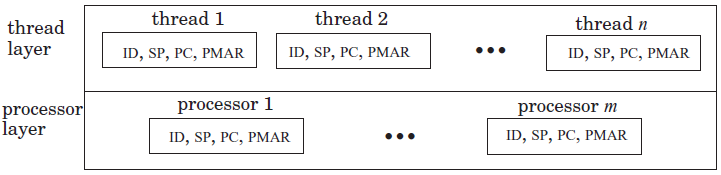 thread layer
thread 1
thread 2
thread n
ID, SP, PC, PMAR
ID, SP, PC, PMAR
•••
ID, SP, PC, PMAR
processor layer
processor 1
processor m
ID, SP, PC, PMAR
•••
ID, SP, PC, PMAR